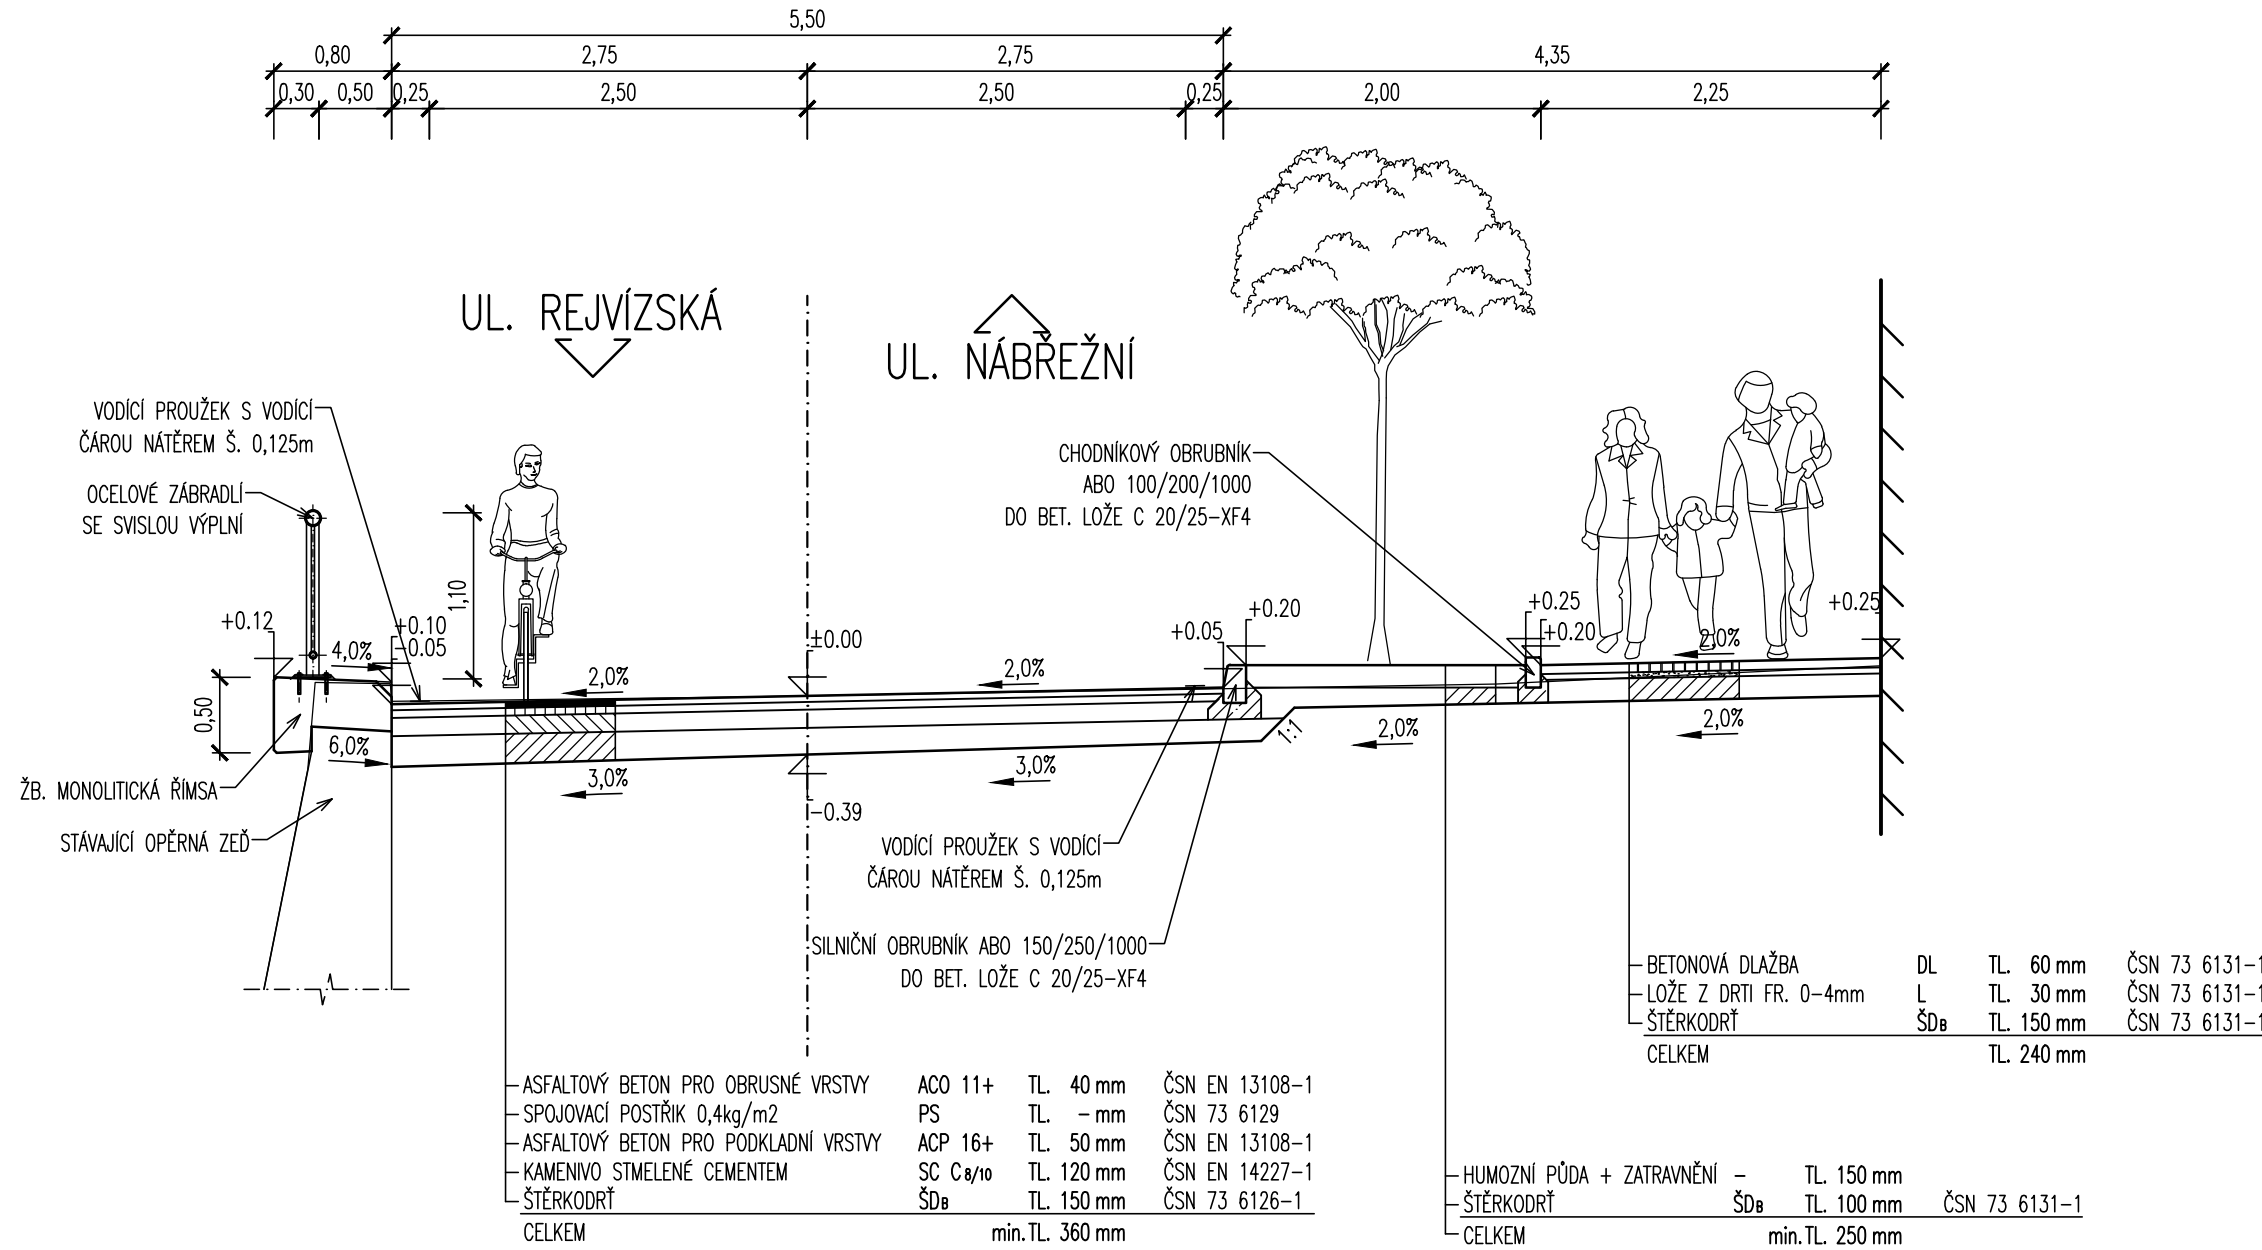 5,50
0,80 2,75 2,75 4,35
0,30 0,50 0,25 2,50 2,50 0,25 2,00 2,25
UL. REJVÍZSKÁ
UL. NÁBŘEŽNÍ
VODÍCÍ PROUŽEK S VODÍCÍ
ČÁROU NÁTĚREM Š. 0,125m
OCELOVÉ ZÁBRADLÍ
SE SVISLOU VÝPLNÍ
CHODNÍKOVÝ OBRUBNÍK
ABO 100/200/1000
DO BET. LOŽE C 20/25-XF4
1,10
+0.12
+0.10
-0.05
4,0%
±0.00
+0.05
+0.20
+0.25
+0.20
+0.25
2,0%
2,0%
2,0%
0,50
6,0%
3,0%
3,0%
1:1
2,0%
2,0%
-0.39
ŽB. MONOLITICKÁ ŘÍMSA
STÁVAJÍCÍ OPĚRNÁ ZEĎ
VODÍCÍ PROUŽEK S VODÍCÍ
ČÁROU NÁTĚREM Š. 0,125m
SILNIČNÍ OBRUBNÍK ABO 150/250/1000
DO BET. LOŽE C 20/25-XF4
BETONOVÁ DLAŽBA DL TL. 60 mm ČSN 73 6131-1
LOŽE Z DRTI FR. 0-4mm L TL. 30 mm ČSN 73 6131-1
ŠTĚRKODRŤ ŠDB TL. 150 mm ČSN 73 6131-1
CELKEM TL. 240 mm
ASFALTOVÝ BETON PRO OBRUSNÉ VRSTVY ACO 11+ TL. 40 mm ČSN EN 13108-1
SPOJOVACÍ POSTŘIK 0,4kg/m2 PS TL. - mm ČSN 73 6129
ASFALTOVÝ BETON PRO PODKLADNÍ VRSTVY ACP 16+ TL. 50 mm ČSN EN 13108-1
KAMENIVO STMELENÉ CEMENTEM SC C8/10 TL. 120 mm ČSN EN 14227-1
ŠTĚRKODRŤ ŠDB TL. 150 mm ČSN 73 6126-1
CELKEM min.TL. 360 mm
HUMOZNÍ PŮDA + ZATRAVNĚNÍ - TL. 150 mm
ŠTĚRKODRŤ ŠDB TL. 100 mm ČSN 73 6131-1
CELKEM min.TL. 250 mm